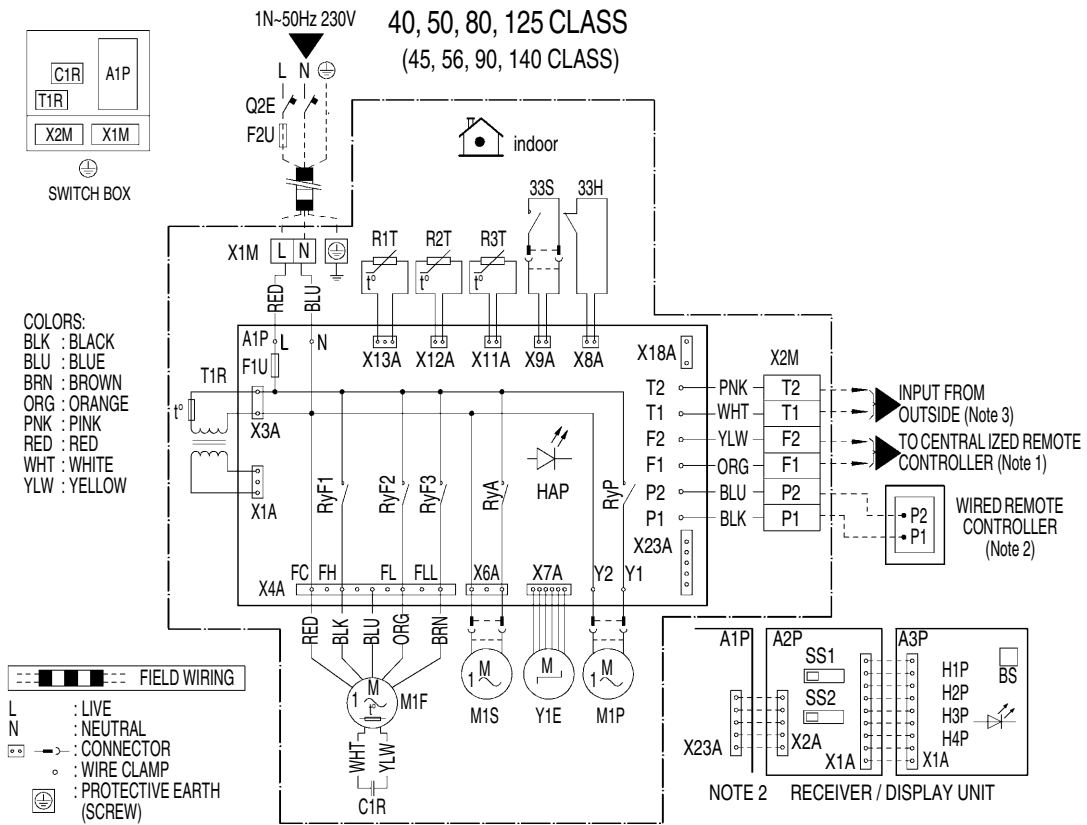 1N~50Hz 230V
40, 50, 80, 125 CLASS
(45, 56, 90, 140 CLASS)
C1R
A1P
T1R
X2M
X1M
SWITCH BOX
L N
Q2E
F2U
indoor
33S
33H
X1M
L N
R1T
R2T
R3T
t°
t°
t°
RED
BLU
COLORS:
BLK : BLACK
BLU : BLUE
BRN : BROWN
ORG : ORANGE
PNK : PINK
RED : RED
WHT : WHITE
YLW : YELLOW
A1P
L
N
F1U
X13A
X12A
X11A
X9A
X8A
X18A
X2M
T1R
t°
X3A
X1A
T2 PNK T2
T1 WHT T1
F2 YLW F2
F1 ORG F1
P2 BLU P2
P1 BLK P1
INPUT FROM
OUTSIDE (Note 3)
TO CENTRALIZED REMOTE
CONTROLLER (Note 1)
P2
P1
WIRED REMOTE
CONTROLLER
(Note 2)
RyF1
RyF2
RyF3
RyA
HAP
RyP
X23A
X4A
FC FH FL FLL
X6A
X7A
Y2 Y1
RED
BLK
BLU
ORG
BRN
M
1
t°
M1F
WHT
YLW
C1R
M
1
M1S
M
Y1E
M
1
M1P
FIELD WIRING
L : LIVE
N : NEUTRAL
: CONNECTOR
: WIRE CLAMP
: PROTECTIVE EARTH
(SCREW)
A1P
X23A
A2P
SS1
SS2
X2A
X1A
A3P
H1P
H2P
H3P
H4P
BS
X1A
NOTE 2
RECEIVER / DISPLAY UNIT